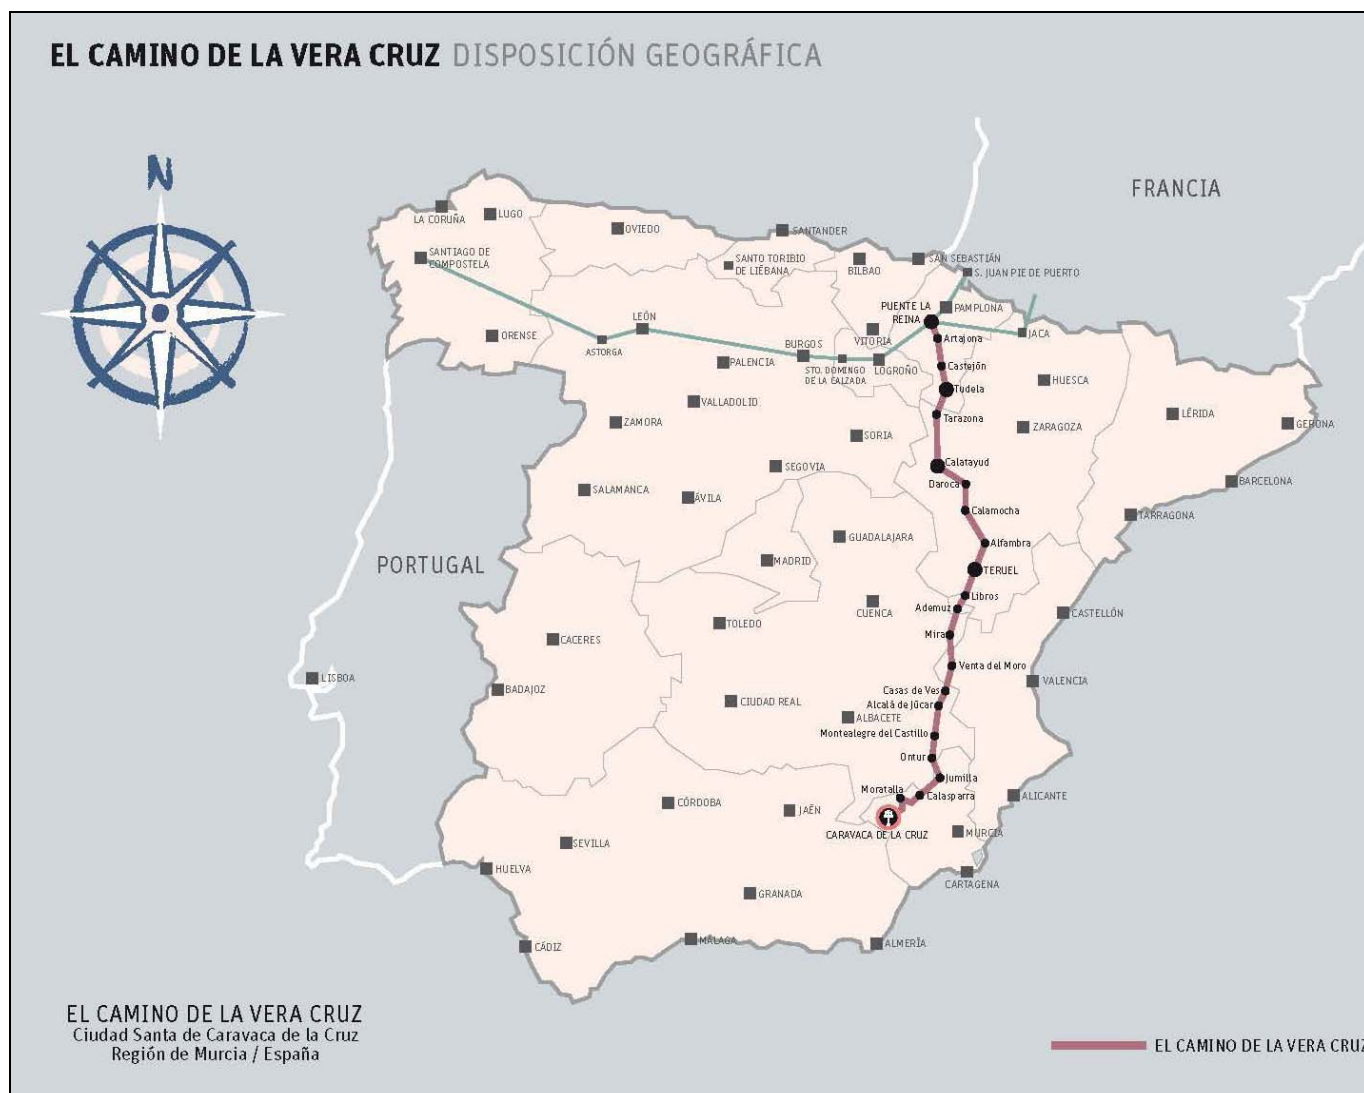 EL CAMINO DE LA VERA CRUZ DISPOSICIÓN GEOGRÁFICA
N
FRANCIA
LA CORUÑA
LUGO
OVIEDO
SANTANDER
SANTIAGO DE
COMPOSTELA
SANTO TORIBIO
DE LIÉBANA
BILBAO
SAN SEBASTIÁN
S. JUAN PIE DE PUERTO
PUENTE LA
REINA
PAMPLONA
LEÓN
ORENSE
ASTORGA
BURGOS
VITORIA
Artajona
JACA
PALENCIA
STO. DOMINGO
DE LA CALZADA
LOGROÑO
Castejón
HUESCA
Tudela
VALLADOLID
ZAMORA
Tarazona
ZARAGOZA
LÉRIDA
GERONA
SORIA
SEGOVIA
Calatayud
Daroca
BARCELONA
SALAMANCA
ÁVILA
Calamocha
TARRAGONA
GUADALAJARA
Alfambra
PORTUGAL
MADRID
TERUEL
Libros
CUENCA
Ademuz
CASTELLÓN
TOLEDO
CACERES
Mira
Venta del Moro
LISBOA
BADAJOZ
VALENCIA
Casas de Ves
CIUDAD REAL
Alcalá de Júcar
ALBACETE
Montealegre del Castillo
Ontur
Jumilla
Moratalla
Calasparra
ALICANTE
CÓRDOBA
JAÉN
CARAVACA DE LA CRUZ
MURCIA
SEVILLA
HUELVA
CARTAGENA
GRANADA
CÁDIZ
MÁLAGA
ALMERÍA
EL CAMINO DE LA VERA CRUZ
Ciudad Santa de Caravaca de la Cruz
Región de Murcia / España
EL CAMINO DE LA VERA CRUZ